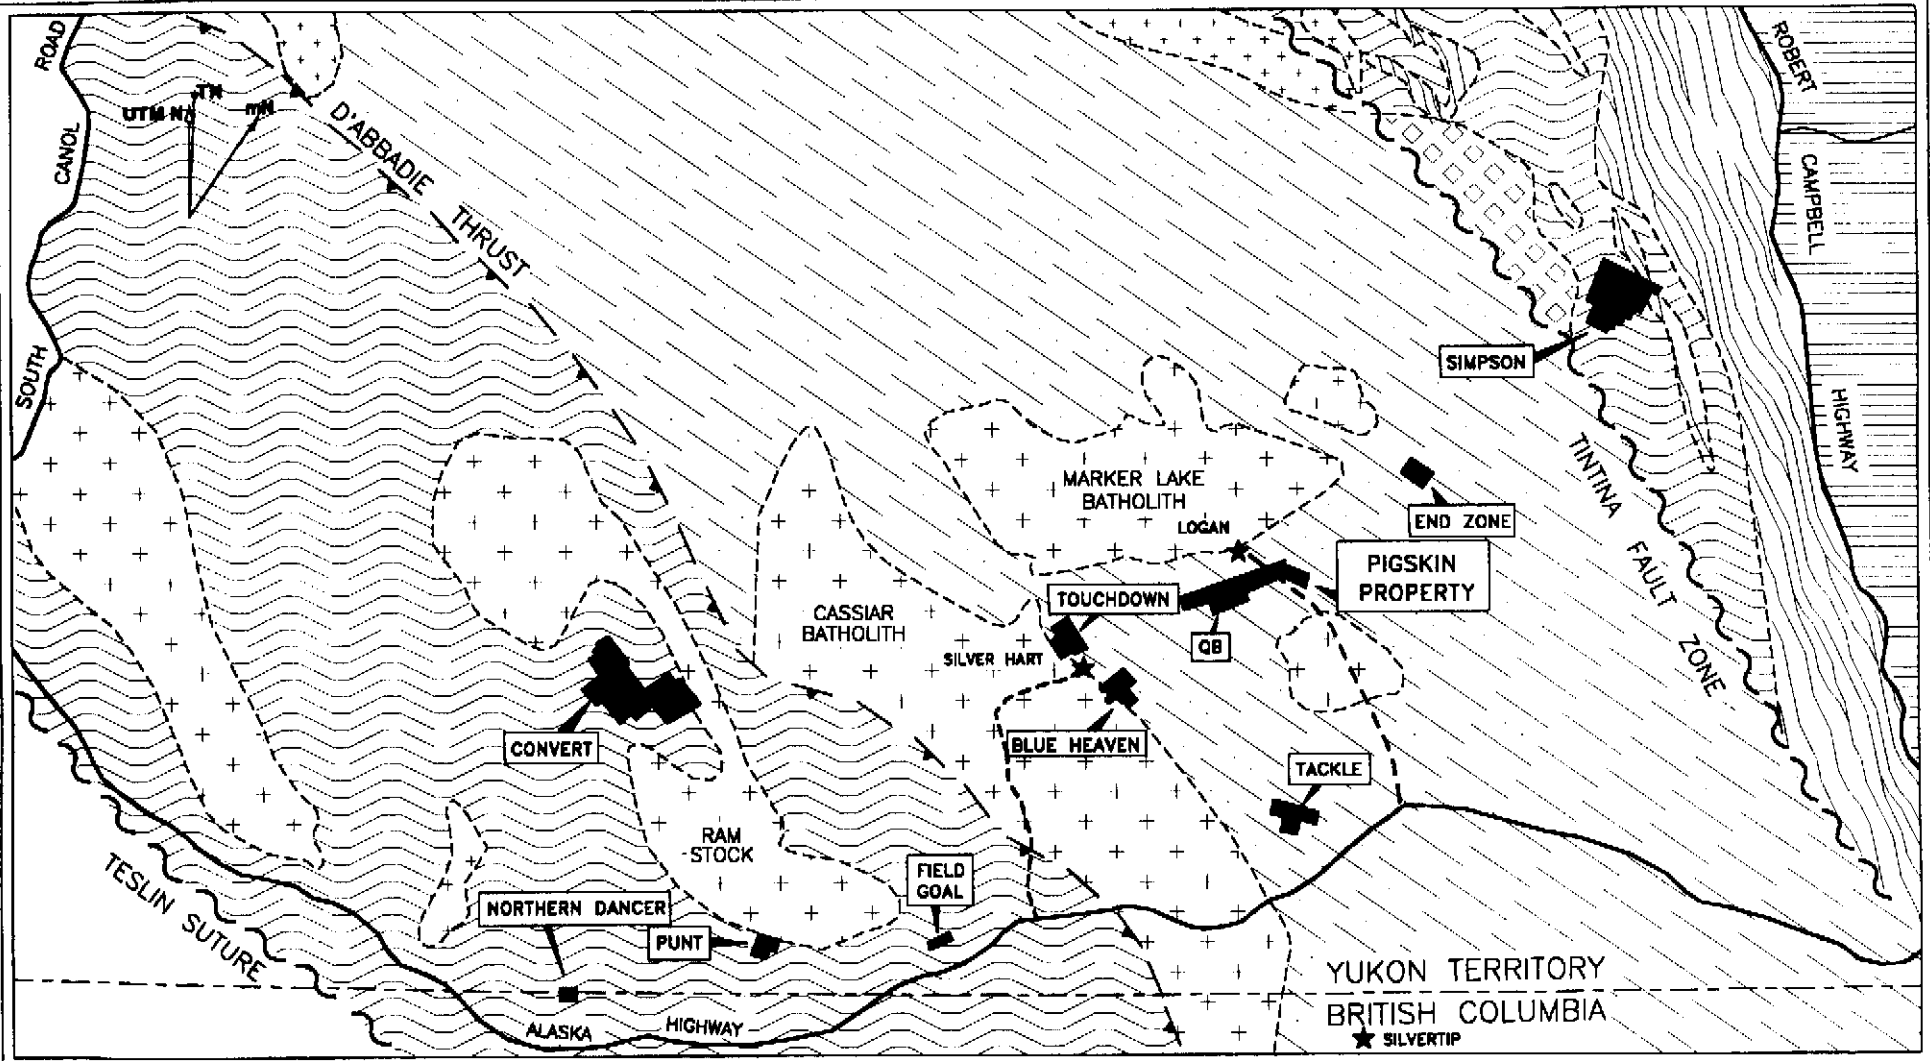 ROAD
CANOL
SOUTH
UTM N
TN
mN
D'ABBADIE
THRUST
ROBERT
CAMPBELL
HIGHWAY
SIMPSON
TINTINA
FAULT
ZONE
MARKER LAKE
BATHOLITH
LOGAN
END ZONE
PIGSKIN
PROPERTY
TOUCHDOWN
QB
CASSIAR
BATHOLITH
SILVER HART
BLUE HEAVEN
CONVERT
TACKLE
RAM
STOCK
FIELD
GOAL
NORTHERN DANCER
PUNT
TESLIN SUTURE
YUKON TERRITORY
BRITISH COLUMBIA
ALASKA
HIGHWAY
SILVERTIP